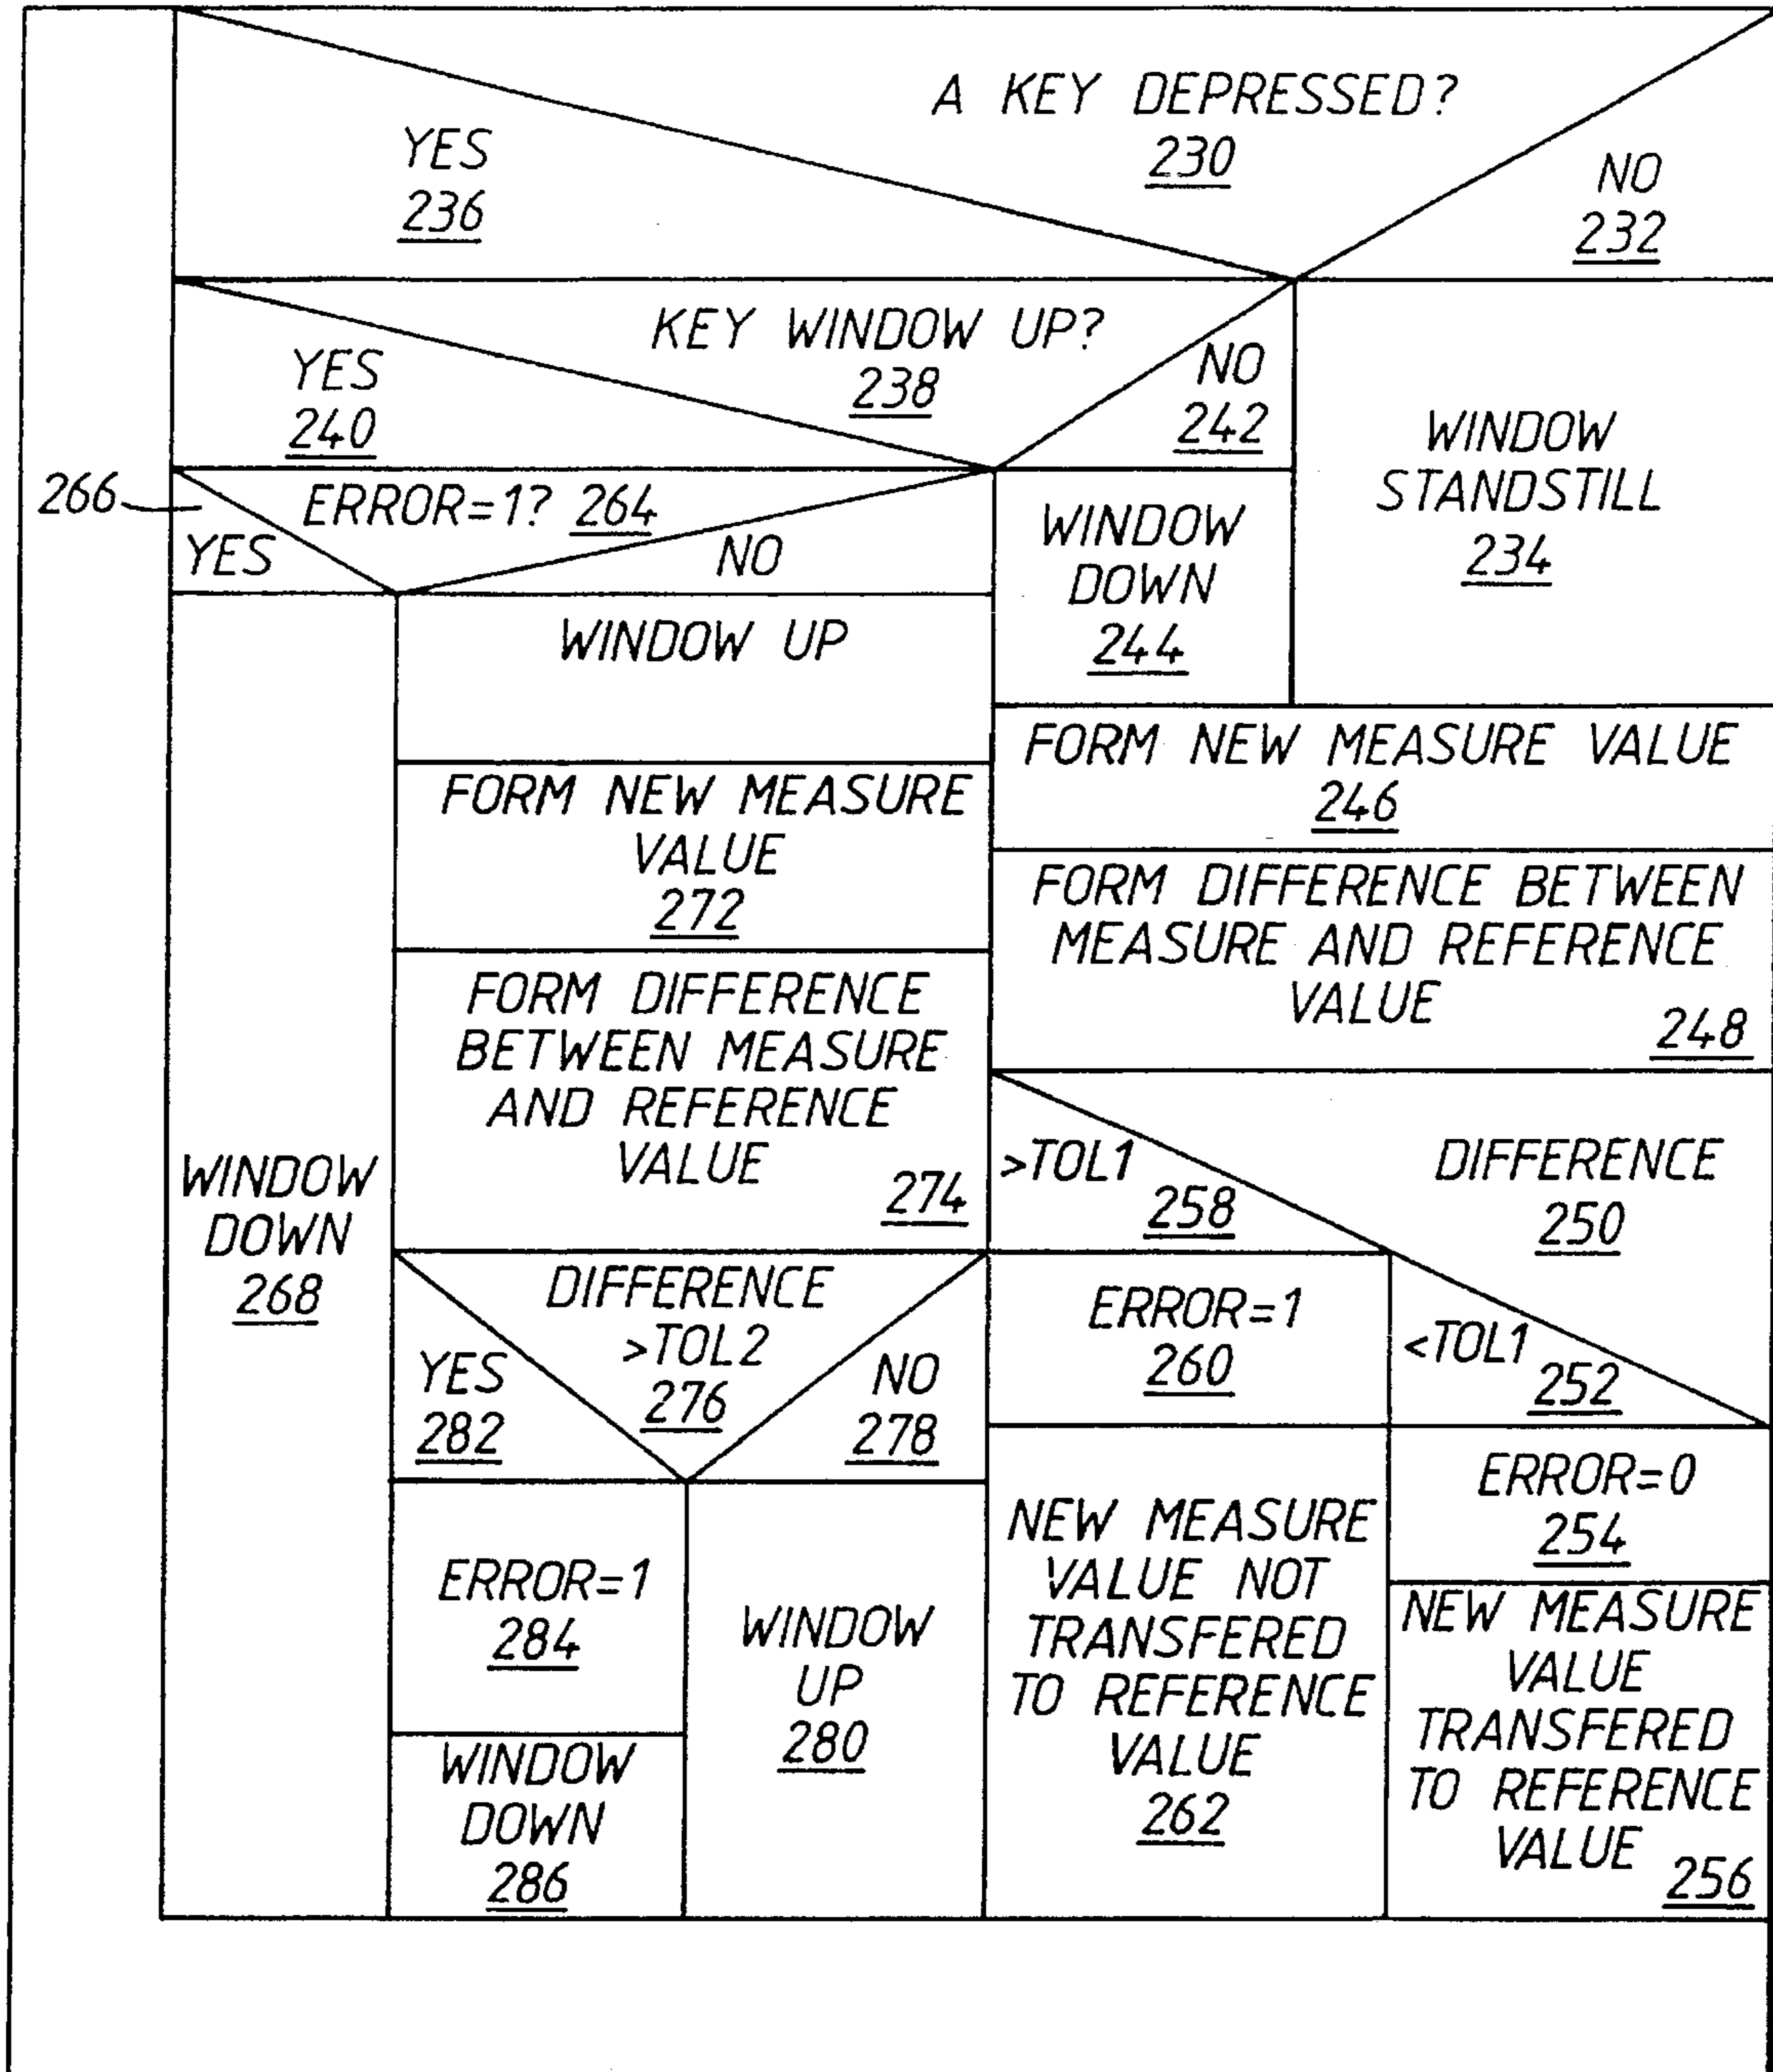 A KEY DEPRESSED?
230
YES
236
NO
232
KEY WINDOW UP?
238
YES
240
NO
242
WINDOW
STANDSTILL
234
266
ERROR=1? 264
YES
NO
WINDOW
DOWN
244
WINDOW UP
FORM NEW MEASURE VALUE
246
FORM NEW MEASURE
VALUE
272
FORM DIFFERENCE BETWEEN
MEASURE AND REFERENCE
VALUE
248
FORM DIFFERENCE
BETWEEN MEASURE
AND REFERENCE
VALUE
274
>TOL1
258
DIFFERENCE
250
WINDOW
DOWN
268
DIFFERENCE
>TOL2
276
YES
282
NO
278
ERROR=1
260
<TOL1
252
ERROR=0
254
ERROR=1
284
WINDOW
UP
280
NEW MEASURE
VALUE NOT
TRANSFERED
TO REFERENCE
VALUE
262
NEW MEASURE
VALUE
TRANSFERED
TO REFERENCE
VALUE
256
WINDOW
DOWN
286